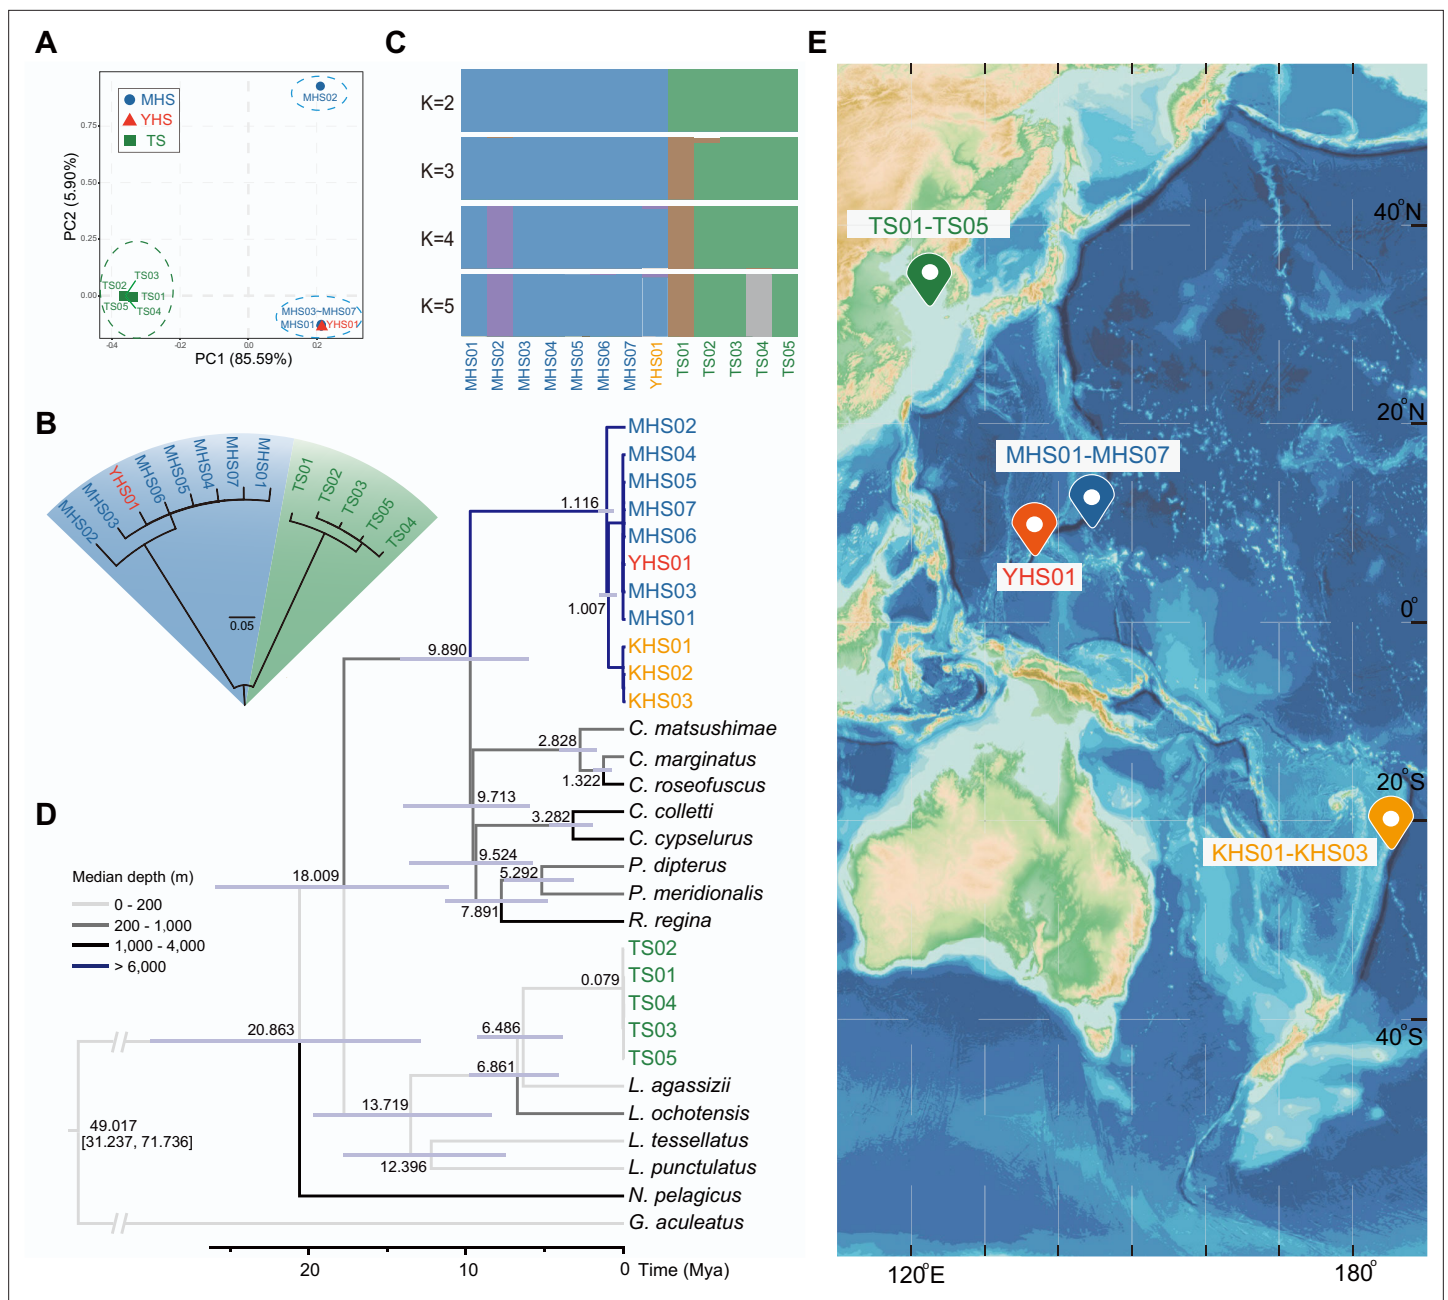 A
MHS
YHS
TS
MHS02
0.75
0.50
0.25
0.00
PC2 (5.90%)
TS03
TS02
TS01
TS05
TS04
MHS03~MHS07
MHS01
YHS01
-0.4
-0.2
0.0
0.2
PC1 (85.59%)
C
K=2
K=3
K=4
K=5
MHS01
MHS02
MHS03
MHS04
MHS05
MHS06
MHS07
YHS01
TS01
TS02
TS03
TS04
TS05
B
MHS02
MHS03
YHS01
MHS06
MHS05
MHS04
MHS07
MHS01
TS01
TS02
TS03
TS05
TS04
0.05
D
Median depth (m)
0 - 200
200 - 1,000
1,000 - 4,000
> 6,000
MHS02
MHS04
MHS05
MHS07
MHS06
YHS01
MHS03
MHS01
KHS01
KHS02
KHS03
C. matsushimae
C. marginatus
C. roseofuscus
C. colletti
C. cypselurus
P. dipterus
P. meridionalis
R. regina
TS02
TS01
TS04
TS03
TS05
L. agassizii
L. ochotensis
L. tessellatus
L. punctulatus
N. pelagicus
G. aculeatus
1.116
1.007
9.890
2.828
1.322
9.713
3.282
9.524
5.292
7.891
18.009
0.079
6.486
6.861
13.719
12.396
20.863
49.017
[31.237, 71.736]
20
10
0
Time (Mya)
E
TS01-TS05
MHS01-MHS07
YHS01
KHS01-KHS03
40°N
20°N
0°
20°S
40°S
120°E
180°